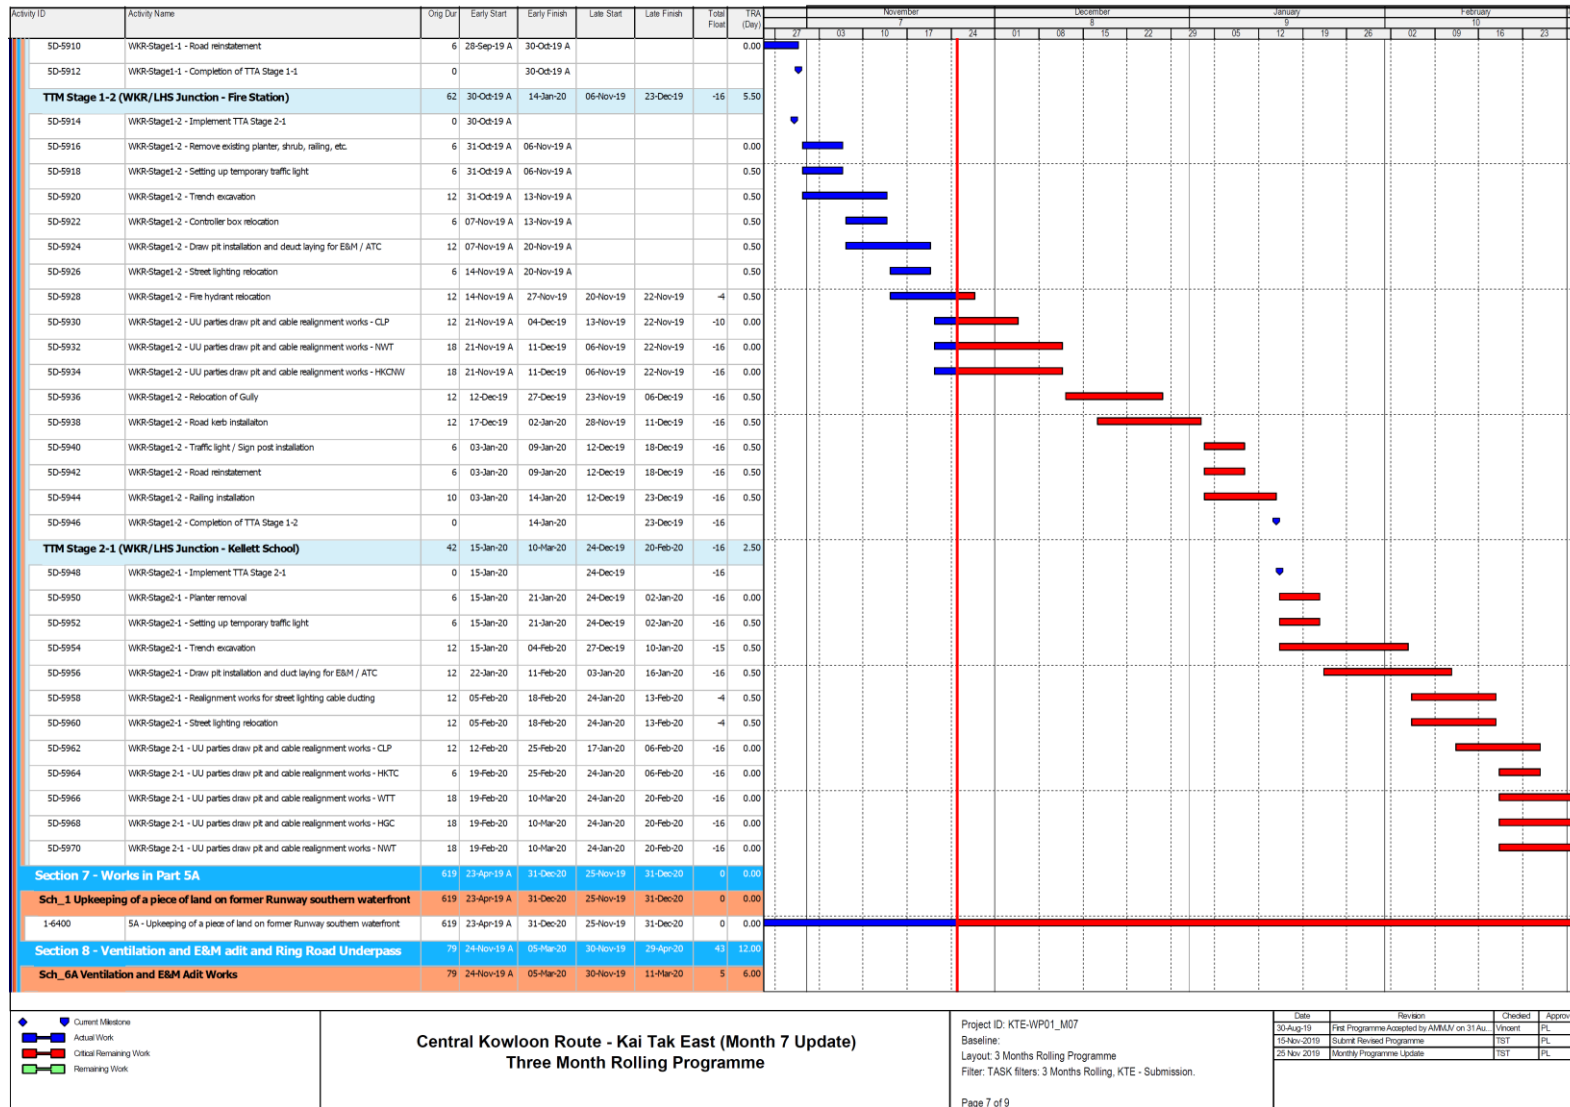 Activity ID Activity Name Orig Dur Early Start Early Finish Late Start Late Finish Total Float TRA (Day) November December January February
7 8 9 10
27 03 10 17 24 01 08 15 22 29 05 12 19 26 02 09 16 23
5D-5910 WKR-Stage1-1 - Road reinstatement 6 28-Sep-19 A 30-Oct-19 A 0.00
5D-5912 WKR-Stage1-1 - Completion of TTA Stage 1-1 0 30-Oct-19 A
TTM Stage 1-2 (WKR/LHS Junction - Fire Station) 62 30-Oct-19 A 14-Jan-20 06-Nov-19 23-Dec-19 -16 5.50
5D-5914 WKR-Stage1-2 - Implement TTA Stage 2-1 0 30-Oct-19 A
5D-5916 WKR-Stage1-2 - Remove existing planter, shrub, railing, etc. 6 31-Oct-19 A 06-Nov-19 A 0.00
5D-5918 WKR-Stage1-2 - Setting up temporary traffic light 6 31-Oct-19 A 06-Nov-19 A 0.50
5D-5920 WKR-Stage1-2 - Trench excavation 12 31-Oct-19 A 13-Nov-19 A 0.50
5D-5922 WKR-Stage1-2 - Controller box relocation 6 07-Nov-19 A 13-Nov-19 A 0.50
5D-5924 WKR-Stage1-2 - Draw pit installation and deuct laying for E&M / ATC 12 07-Nov-19 A 20-Nov-19 A 0.50
5D-5926 WKR-Stage1-2 - Street lighting relocation 6 14-Nov-19 A 20-Nov-19 A 0.50
5D-5928 WKR-Stage1-2 - Fire hydrant relocation 12 14-Nov-19 A 27-Nov-19 20-Nov-19 22-Nov-19 -4 0.50
5D-5930 WKR-Stage1-2 - UU parties draw pit and cable realignment works - CLP 12 21-Nov-19 A 04-Dec-19 13-Nov-19 22-Nov-19 -10 0.00
5D-5932 WKR-Stage1-2 - UU parties draw pit and cable realignment works - NWT 18 21-Nov-19 A 11-Dec-19 06-Nov-19 22-Nov-19 -16 0.00
5D-5934 WKR-Stage1-2 - UU parties draw pit and cable realignment works - HKCNW 18 21-Nov-19 A 11-Dec-19 06-Nov-19 22-Nov-19 -16 0.00
5D-5936 WKR-Stage1-2 - Relocation of Gully 12 12-Dec-19 27-Dec-19 23-Nov-19 06-Dec-19 -16 0.50
5D-5938 WKR-Stage1-2 - Road kerb installaiton 12 17-Dec-19 02-Jan-20 28-Nov-19 11-Dec-19 -16 0.50
5D-5940 WKR-Stage1-2 - Traffic light / Sign post installation 6 03-Jan-20 09-Jan-20 12-Dec-19 18-Dec-19 -16 0.50
5D-5942 WKR-Stage1-2 - Road reinstatement 6 03-Jan-20 09-Jan-20 12-Dec-19 18-Dec-19 -16 0.50
5D-5944 WKR-Stage1-2 - Railing installation 10 03-Jan-20 14-Jan-20 12-Dec-19 23-Dec-19 -16 0.50
5D-5946 WKR-Stage1-2 - Completion of TTA Stage 1-2 0 14-Jan-20 23-Dec-19 -16
TTM Stage 2-1 (WKR/LHS Junction - Kellett School) 42 15-Jan-20 10-Mar-20 24-Dec-19 20-Feb-20 -16 2.50
5D-5948 WKR-Stage2-1 - Implement TTA Stage 2-1 0 15-Jan-20 24-Dec-19 -16
5D-5950 WKR-Stage2-1 - Planter removal 6 15-Jan-20 21-Jan-20 24-Dec-19 02-Jan-20 -16 0.00
5D-5952 WKR-Stage2-1 - Setting up temporary traffic light 6 15-Jan-20 21-Jan-20 24-Dec-19 02-Jan-20 -16 0.50
5D-5954 WKR-Stage2-1 - Trench excavation 12 15-Jan-20 04-Feb-20 27-Dec-19 10-Jan-20 -15 0.50
5D-5956 WKR-Stage2-1 - Draw pit installation and duct laying for E&M / ATC 12 22-Jan-20 11-Feb-20 03-Jan-20 16-Jan-20 -16 0.50
5D-5958 WKR-Stage2-1 - Realignment works for street lighting cable ducting 12 05-Feb-20 18-Feb-20 24-Jan-20 13-Feb-20 -4 0.50
5D-5960 WKR-Stage2-1 - Street lighting relocation 12 05-Feb-20 18-Feb-20 24-Jan-20 13-Feb-20 -4 0.50
5D-5962 WKR-Stage 2-1 - UU parties draw pit and cable realignment works - CLP 12 12-Feb-20 25-Feb-20 17-Jan-20 06-Feb-20 -16 0.00
5D-5964 WKR-Stage 2-1 - UU parties draw pit and cable realignment works - HKTC 6 19-Feb-20 25-Feb-20 24-Jan-20 06-Feb-20 -16 0.00
5D-5966 WKR-Stage 2-1 - UU parties draw pit and cable realignment works - WTT 18 19-Feb-20 10-Mar-20 24-Jan-20 20-Feb-20 -16 0.00
5D-5968 WKR-Stage 2-1 - UU parties draw pit and cable realignment works - HGC 18 19-Feb-20 10-Mar-20 24-Jan-20 20-Feb-20 -16 0.00
5D-5970 WKR-Stage 2-1 - UU parties draw pit and cable realignment works - NWT 18 19-Feb-20 10-Mar-20 24-Jan-20 20-Feb-20 -16 0.00
Section 7 - Works in Part 5A 619 23-Apr-19 A 31-Dec-20 25-Nov-19 31-Dec-20 0 0.00
Sch_1 Upkeeping of a piece of land on former Runway southern waterfront 619 23-Apr-19 A 31-Dec-20 25-Nov-19 31-Dec-20 0 0.00
1-6400 5A - Upkeeping of a piece of land on former Runway southern waterfront 619 23-Apr-19 A 31-Dec-20 25-Nov-19 31-Dec-20 0 0.00
Section 8 - Ventilation and E&M adit and Ring Road Underpass 79 24-Nov-19 A 05-Mar-20 30-Nov-19 29-Apr-20 43 12.00
Sch_6A Ventilation and E&M Adit Works 79 24-Nov-19 A 05-Mar-20 30-Nov-19 11-Mar-20 5 6.00
Current Milestone
Actual Work
Critical Remaining Work
Remaining Work
Central Kowloon Route - Kai Tak East (Month 7 Update)
Three Month Rolling Programme
Project ID: KTE-WP01_M07
Baseline:
Layout: 3 Months Rolling Programme
Filter: TASK filters: 3 Months Rolling, KTE - Submission.
Page 7 of 9
Date Revision Checked Approv
30-Aug-19 First Programme Accepted by AMMJV on 31 Au... Vincent PL
15-Nov-2019 Submit Revised Programme TST PL
25 Nov 2019 Monthly Programme Update TST PL